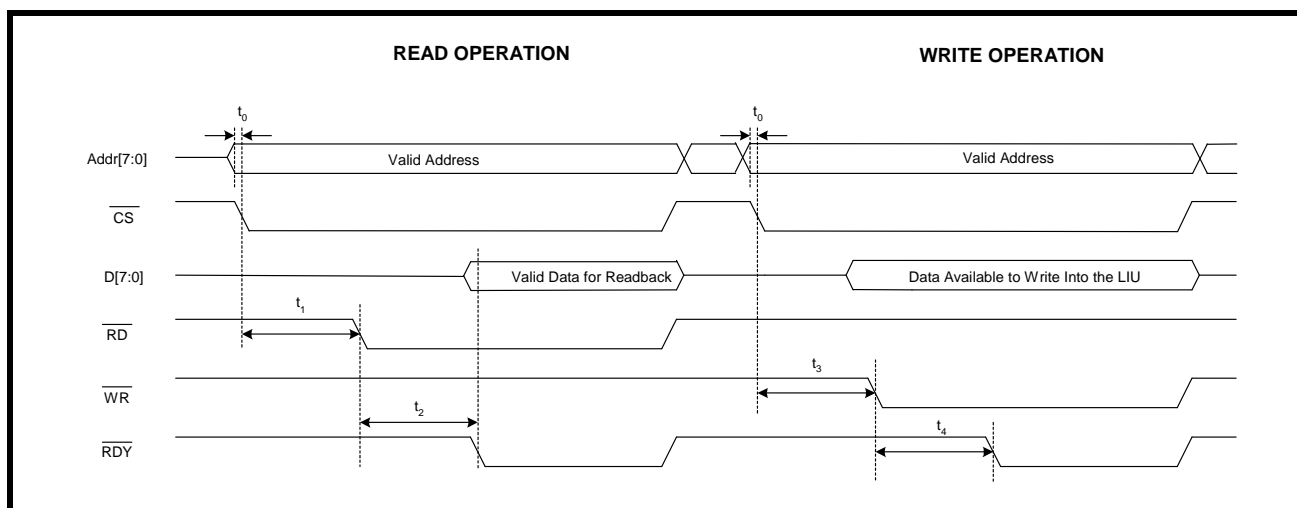 READ OPERATION WRITE OPERATION
t0 t0
Addr[7:0] Valid Address Valid Address
CS
D[7:0] Valid Data for Readback Data Available to Write Into the LIU
t1
RD
t3
WR
t2
t4
RDY